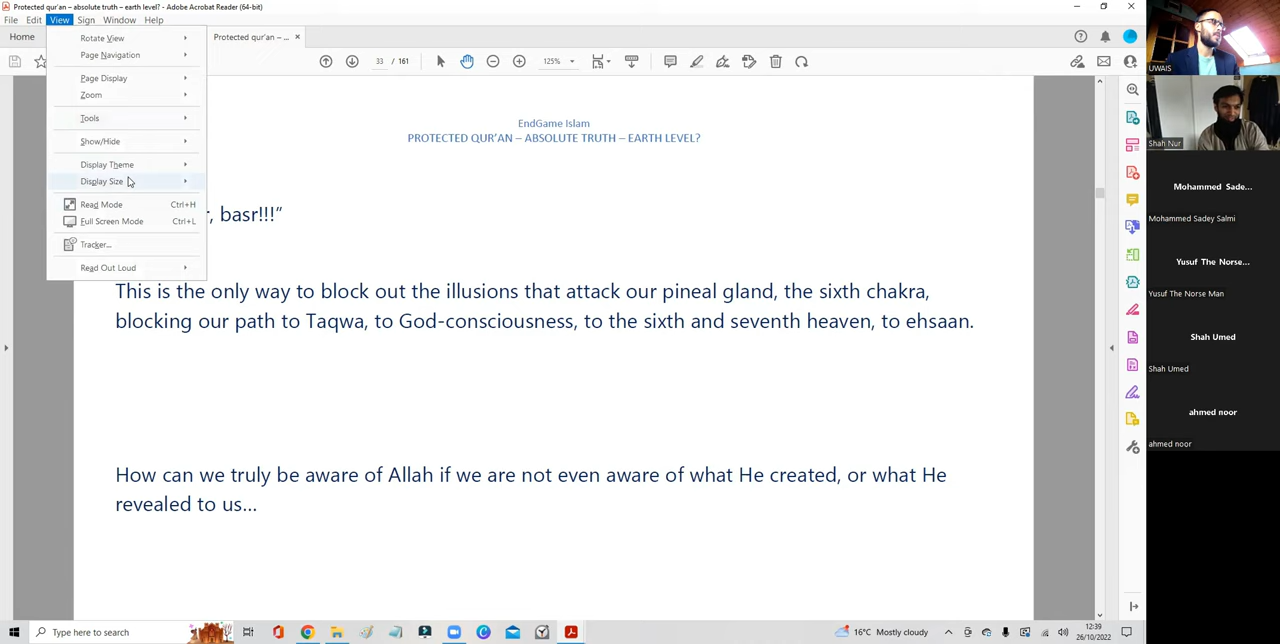 Protected qur'an – absolute truth – earth level? - Adobe Acrobat Reader (64-bit)
File Edit View Sign Window Help
Home
Protected qur'an – ... ×
33 / 161
125%
Rotate View
Page Navigation
Page Display
Zoom
Tools
Show/Hide
Display Theme
Display Size
Read Mode Ctrl+H
Full Screen Mode Ctrl+L
Tracker...
Read Out Loud
EndGame Islam
PROTECTED QUR'AN – ABSOLUTE TRUTH – EARTH LEVEL?
, basr!!!"
This is the only way to block out the illusions that attack our pineal gland, the sixth chakra,
blocking our path to Taqwa, to God-consciousness, to the sixth and seventh heaven, to ehsaan.
How can we truly be aware of Allah if we are not even aware of what He created, or what He
revealed to us...
UWAIS
Shah Nur
Mohammed Sade...
Mohammed Sadey Salmi
Yusuf The Norse...
Yusuf The Norse Man
Shah Umed
Shah Umed
ahmed noor
ahmed noor
Type here to search
16°C Mostly cloudy
12:39
26/10/2022